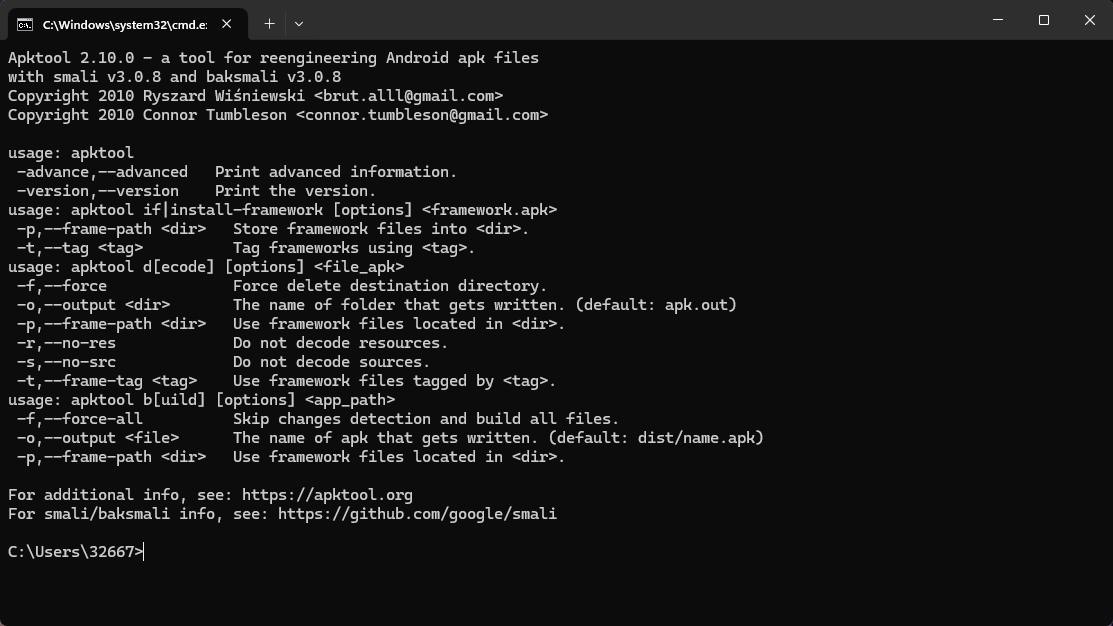 C:\Windows\system32\cmd.e
Apktool 2.10.0 - a tool for reengineering Android apk files
with smali v3.0.8 and baksmali v3.0.8
Copyright 2010 Ryszard Wiśniewski <brut.alll@gmail.com>
Copyright 2010 Connor Tumbleson <connor.tumbleson@gmail.com>
usage: apktool
-advance,--advanced   Print advanced information.
-version,--version    Print the version.
usage: apktool if|install-framework [options] <framework.apk>
-p,--frame-path <dir>   Store framework files into <dir>.
-t,--tag <tag>          Tag frameworks using <tag>.
usage: apktool d[ecode] [options] <file_apk>
-f,--force              Force delete destination directory.
-o,--output <dir>       The name of folder that gets written. (default: apk.out)
-p,--frame-path <dir>   Use framework files located in <dir>.
-r,--no-res             Do not decode resources.
-s,--no-src             Do not decode sources.
-t,--frame-tag <tag>    Use framework files tagged by <tag>.
usage: apktool b[uild] [options] <app_path>
-f,--force-all          Skip changes detection and build all files.
-o,--output <file>      The name of apk that gets written. (default: dist/name.apk)
-p,--frame-path <dir>   Use framework files located in <dir>.
For additional info, see: https://apktool.org
For smali/baksmali info, see: https://github.com/google/smali
C:\Users\32667>